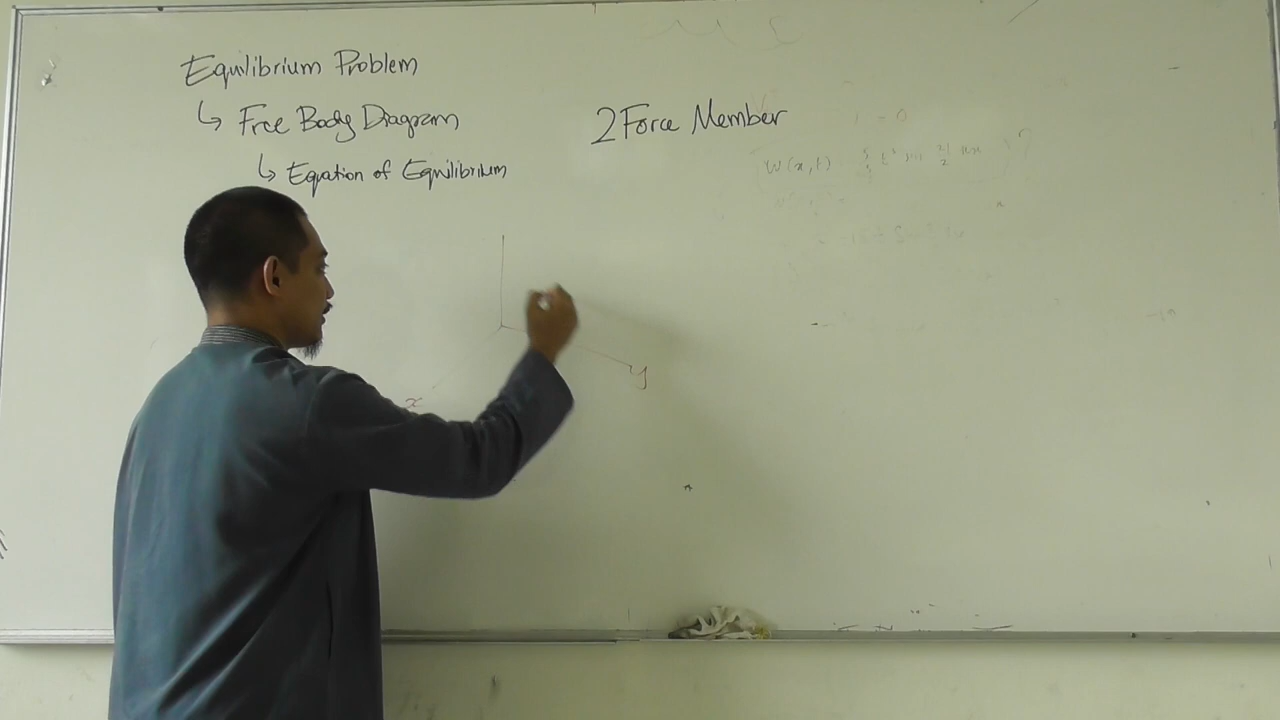 Equilibrium Problem
↳ Free Body Diagram
2 Force Member
↳ Equation of Equilibrium
W(x,t)
y
x